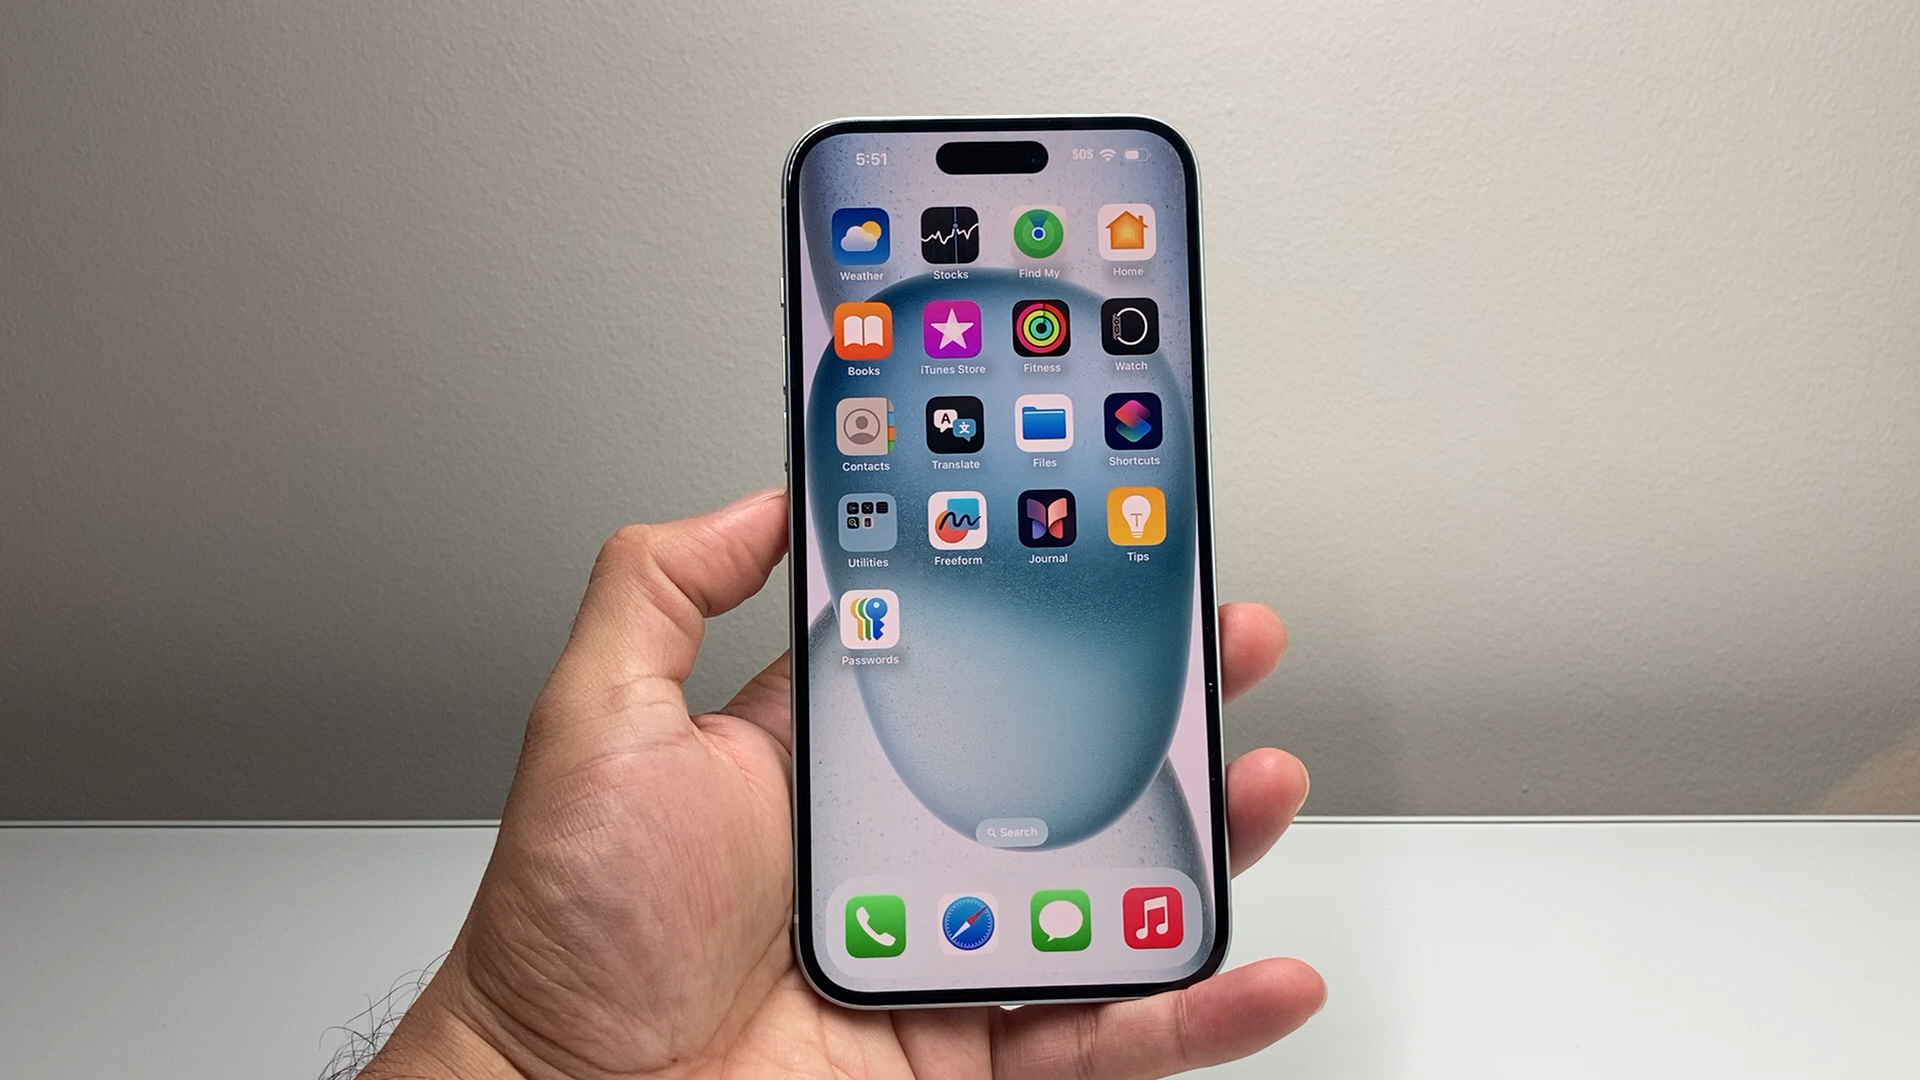 5:51 SOS
Weather Stocks Find My Home
Books iTunes Store Fitness Watch
Contacts Translate Files Shortcuts
A 文
Utilities Freeform Journal Tips
Passwords
Search